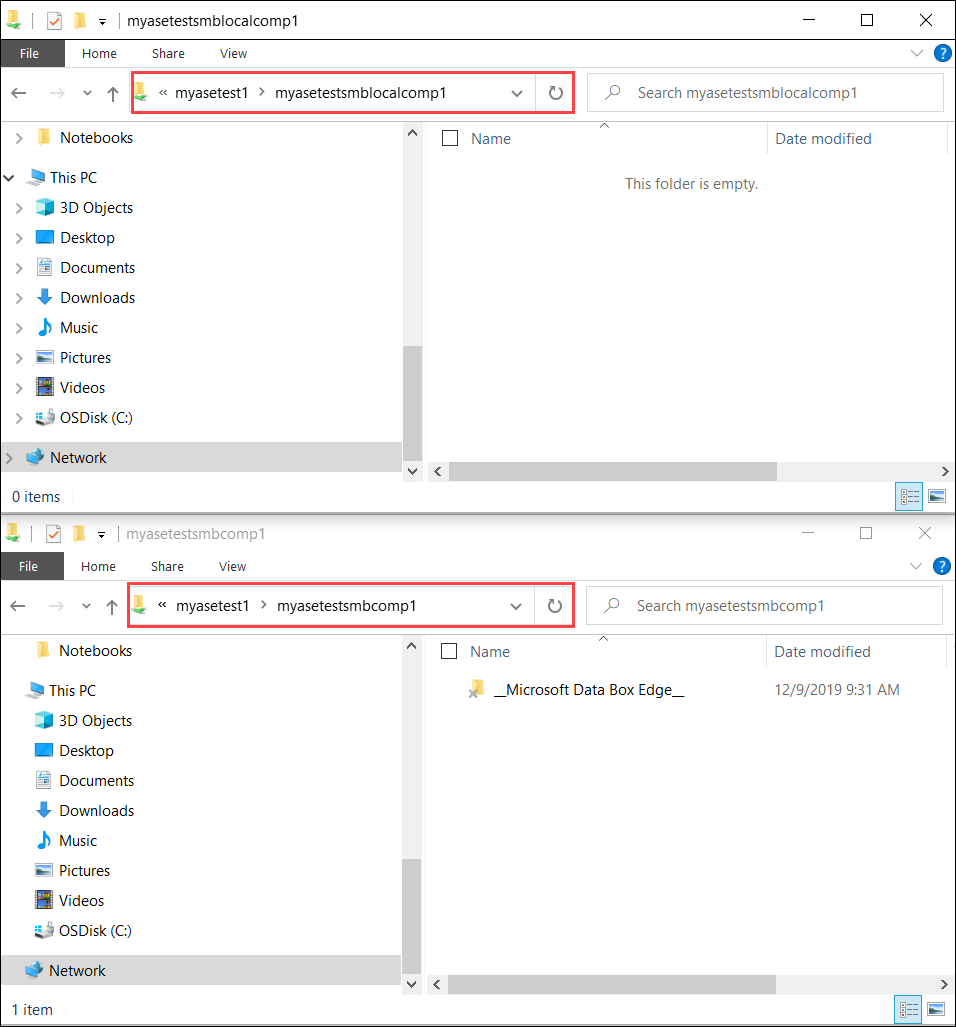 myasetestsmblocalcomp1
File Home Share View
« myasetest1 > myasetestsmblocalcomp1 Search myasetestsmblocalcomp1
Notebooks
This PC
3D Objects
Desktop
Documents
Downloads
Music
Pictures
Videos
OSDisk (C:)
Network
Name Date modified
This folder is empty.
0 items
myasetestsmbcomp1
File Home Share View
« myasetest1 > myasetestsmbcomp1 Search myasetestsmbcomp1
Notebooks
This PC
3D Objects
Desktop
Documents
Downloads
Music
Pictures
Videos
OSDisk (C:)
Network
Name Date modified
__Microsoft Data Box Edge__ 12/9/2019 9:31 AM
1 item